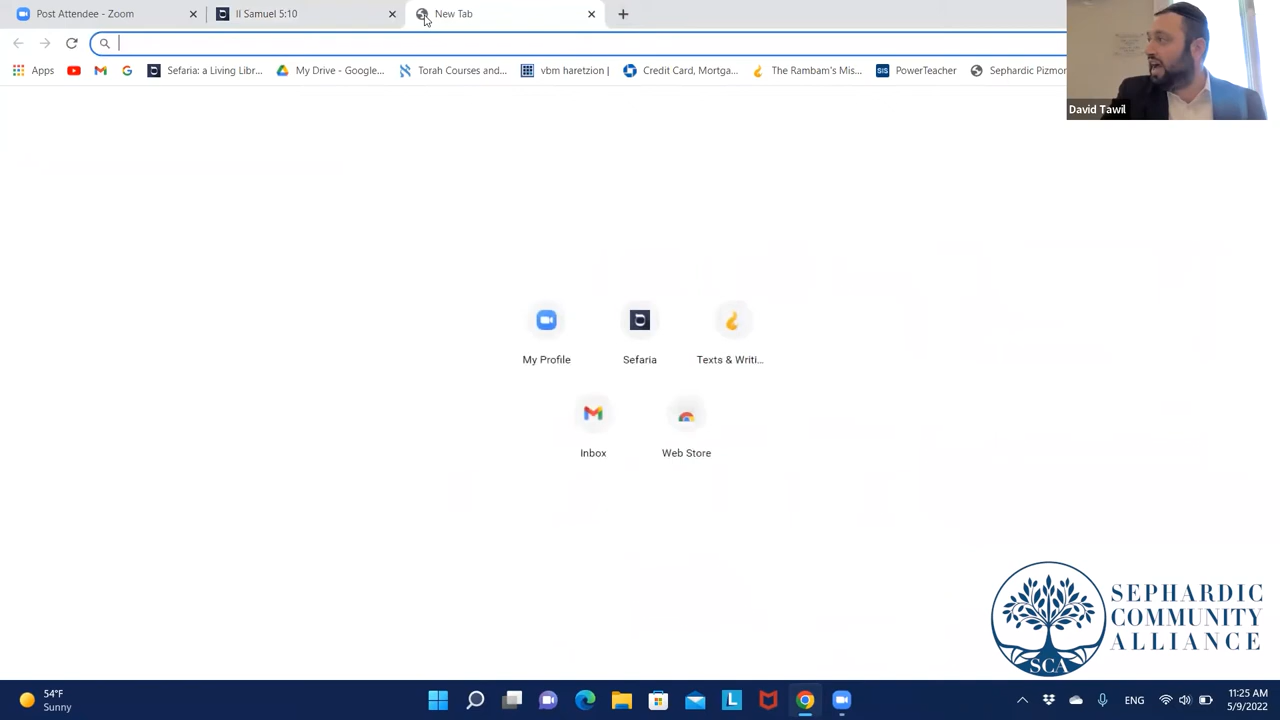 Post Attendee - Zoom
II Samuel 5:10
New Tab
Apps
Sefaria: a Living Libr...
My Drive - Google...
Torah Courses and...
vbm haretzion |
Credit Card, Mortga...
The Rambam's Mis...
SIS
PowerTeacher
Sephardic Pizmor
David Tawil
My Profile
Sefaria
Texts & Writi...
Inbox
Web Store
SEPHARDIC
COMMUNITY
ALLIANCE
SCA
54°F
Sunny
L
ENG
11:25 AM
5/9/2022